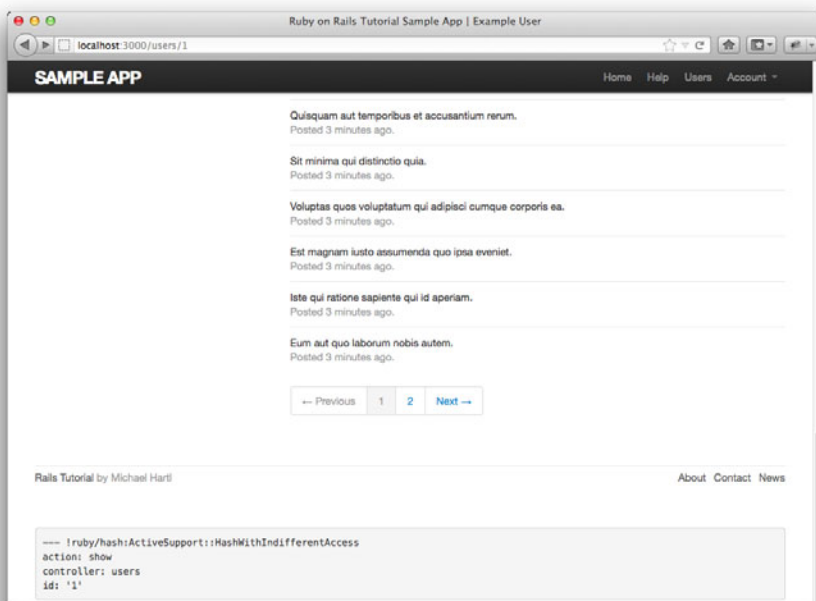 Ruby on Rails Tutorial Sample App | Example User
localhost:3000/users/1
SAMPLE APP
Home Help Users Account
Quisquam aut temporibus et accusantium rerum.
Posted 3 minutes ago.
Sit minima qui distinctio quia.
Posted 3 minutes ago.
Voluptas quos voluptatum qui adipisci cumque corporis ea.
Posted 3 minutes ago.
Est magnam iusto assumenda quo ipsa eveniet.
Posted 3 minutes ago.
Iste qui ratione sapiente qui id aperiam.
Posted 3 minutes ago.
Eum aut quo laborum nobis autem.
Posted 3 minutes ago.
← Previous 1 2 Next →
Rails Tutorial by Michael Hartl
About Contact News
--- !ruby/hash:ActiveSupport::HashWithIndifferentAccess
action: show
controller: users
id: '1'